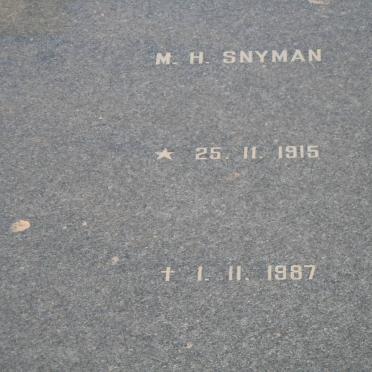 M. H. SNYMAN
★ 25. 11. 1915
† 1. 11. 1987